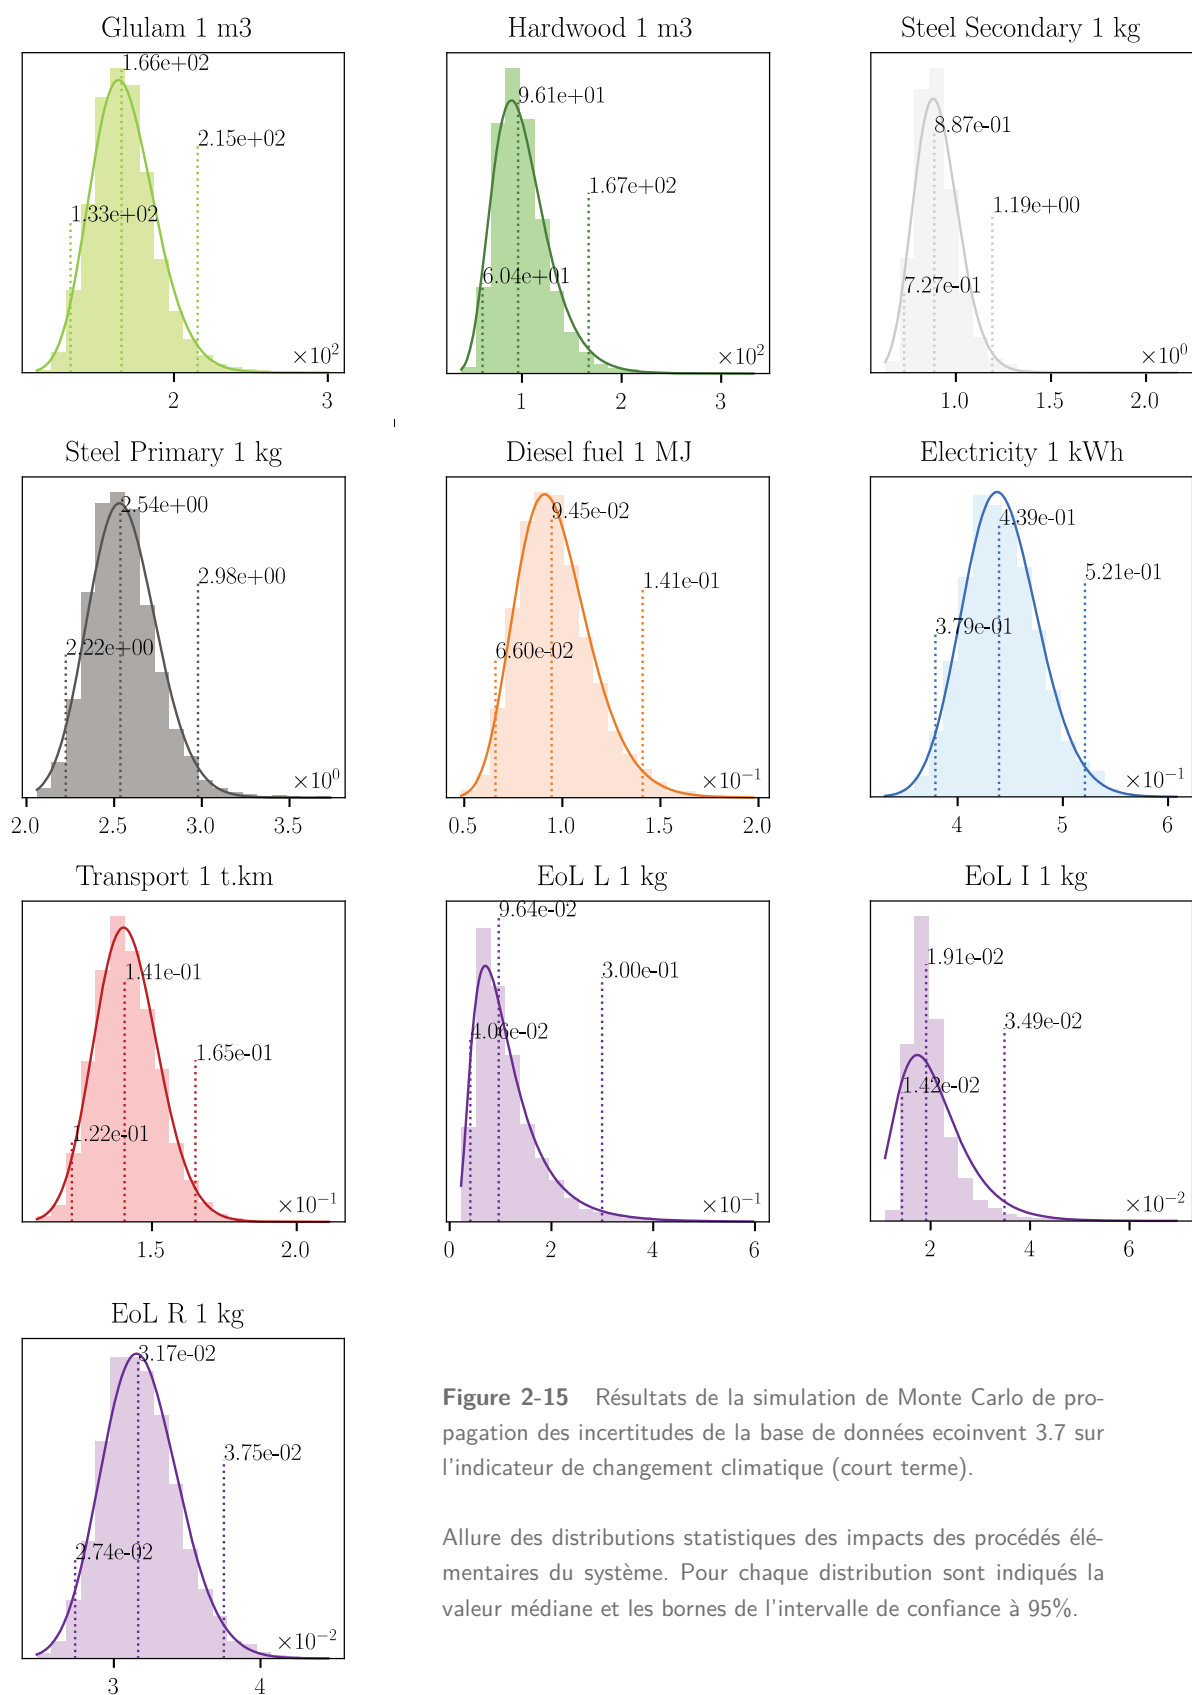 Glulam 1 m3
1.66e+02
2.15e+02
1.33e+02
×10²
2 3
Hardwood 1 m3
9.61e+01
1.67e+02
6.04e+01
×10²
1 2 3
Steel Secondary 1 kg
8.87e-01
1.19e+00
7.27e-01
×10⁰
1.0 1.5 2.0
Steel Primary 1 kg
2.54e+00
2.98e+00
2.22e+00
×10⁰
2.0 2.5 3.0 3.5
Diesel fuel 1 MJ
9.45e-02
1.41e-01
6.60e-02
×10⁻¹
0.5 1.0 1.5 2.0
Electricity 1 kWh
4.39e-01
5.21e-01
3.79e-01
×10⁻¹
4 5 6
Transport 1 t.km
1.41e-01
1.65e-01
1.22e-01
×10⁻¹
1.5 2.0
EoL L 1 kg
9.64e-02
3.00e-01
4.06e-02
×10⁻¹
0 2 4 6
EoL I 1 kg
1.91e-02
3.49e-02
1.42e-02
×10⁻²
2 4 6
EoL R 1 kg
3.17e-02
3.75e-02
2.74e-02
×10⁻²
3 4
Figure 2-15 Résultats de la simulation de Monte Carlo de pro-
pagation des incertitudes de la base de données ecoinvent 3.7 sur
l'indicateur de changement climatique (court terme).
Allure des distributions statistiques des impacts des procédés élé-
mentaires du système. Pour chaque distribution sont indiqués la
valeur médiane et les bornes de l'intervalle de confiance à 95%.